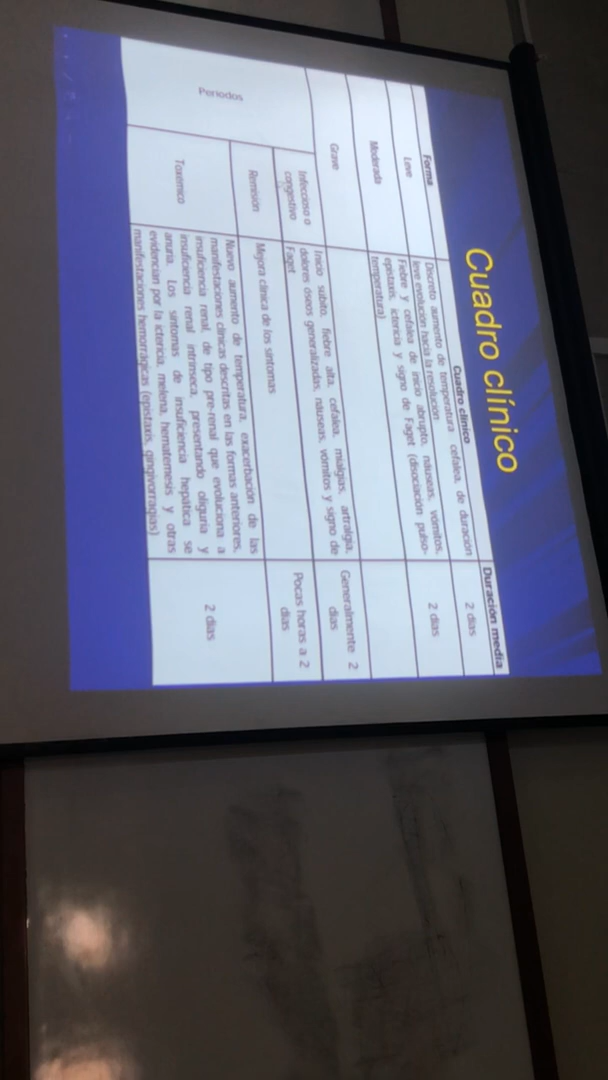 Cuadro clínico
Forma
Cuadro clínico
Duración media
Leve
Discreto aumento de temperatura cefalea, de duración
leve evolución hacia la resolución
2 días
Moderada
Fiebre y cefalea de inicio abrupto, náuseas, vómitos,
epistaxis, ictericia y signo de Faget (disociación pulso-
temperatura)
2 días
Grave
Periodos
Infeccioso o
congestivo
Inicio súbito, fiebre alta, cefalea, mialgias, artralgia,
dolores óseos generalizadas, náuseas, vómitos y signo de
Faget
Generalmente 2
días
Remisión
Mejora clínica de los síntomas
Pocas horas a 2
días
Toxémico
Nuevo aumento de temperatura, exacerbación de las
manifestaciones clínicas descritas en las formas anteriores,
insuficiencia renal, de tipo pre-renal que evoluciona a
insuficiencia renal intrínseca, presentando oliguria y
anuria. Los síntomas de insuficiencia hepática se
evidencian por la ictericia, melena, hematemesis y otras
manifestaciones hemorrágicas (epistaxis, gingivorragias)
2 días